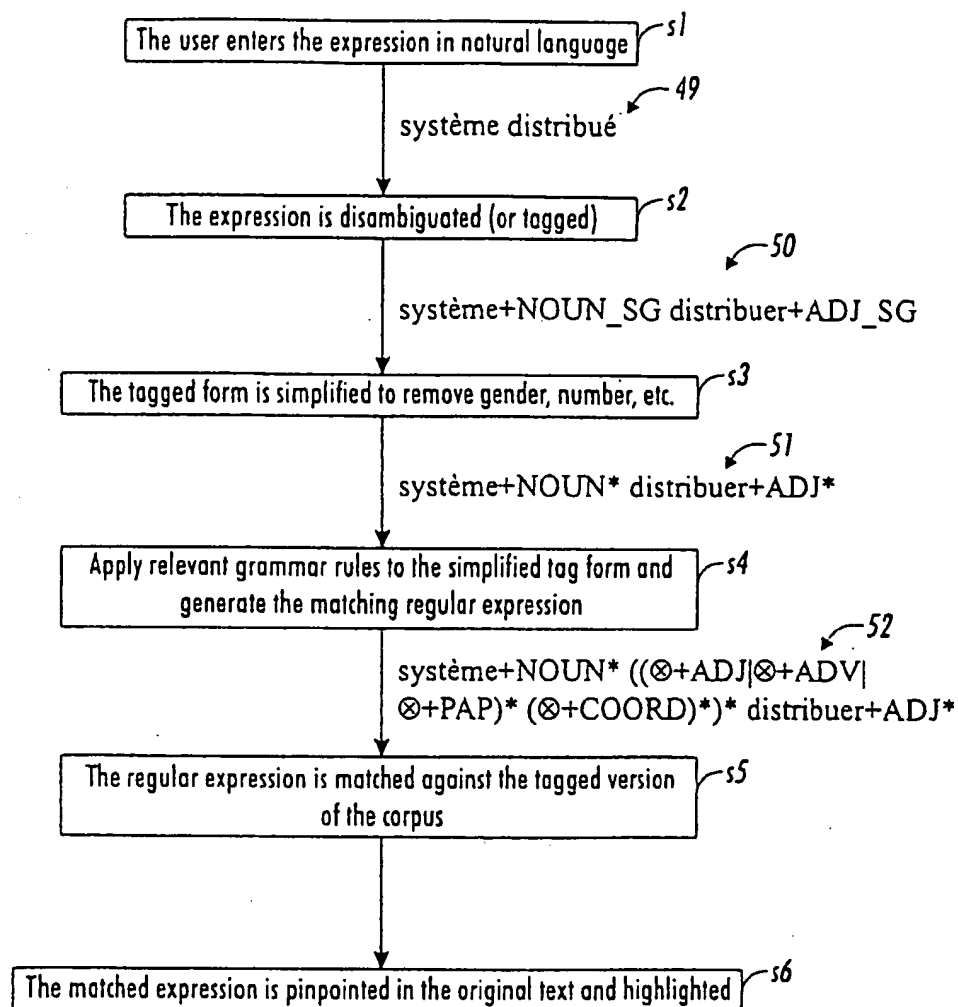 The user enters the expression in natural language
s1
49
système distribué
The expression is disambiguated (or tagged)
s2
50
système+NOUN_SG distribuer+ADJ_SG
The tagged form is simplified to remove gender, number, etc.
s3
51
système+NOUN* distribuer+ADJ*
Apply relevant grammar rules to the simplified tag form and
generate the matching regular expression
s4
52
système+NOUN* ((⊗+ADJ|⊗+ADV|
⊗+PAP)* (⊗+COORD)*)* distribuer+ADJ*
The regular expression is matched against the tagged version
of the corpus
s5
The matched expression is pinpointed in the original text and highlighted
s6